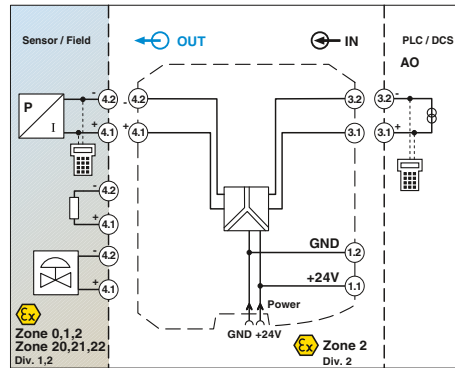 Sensor / Field
OUT
IN
PLC / DCS
AO
P
I
-
4.2
+
4.1
-
4.2
+
4.1
3.2
3.1
3.2
-
3.1
+
-
4.2
+
4.1
-
4.2
+
4.1
GND
1.2
+24V
1.1
Power
GND +24V
Ex
Zone 0,1,2
Zone 20,21,22
Div. 1,2
Ex
Zone 2
Div. 2